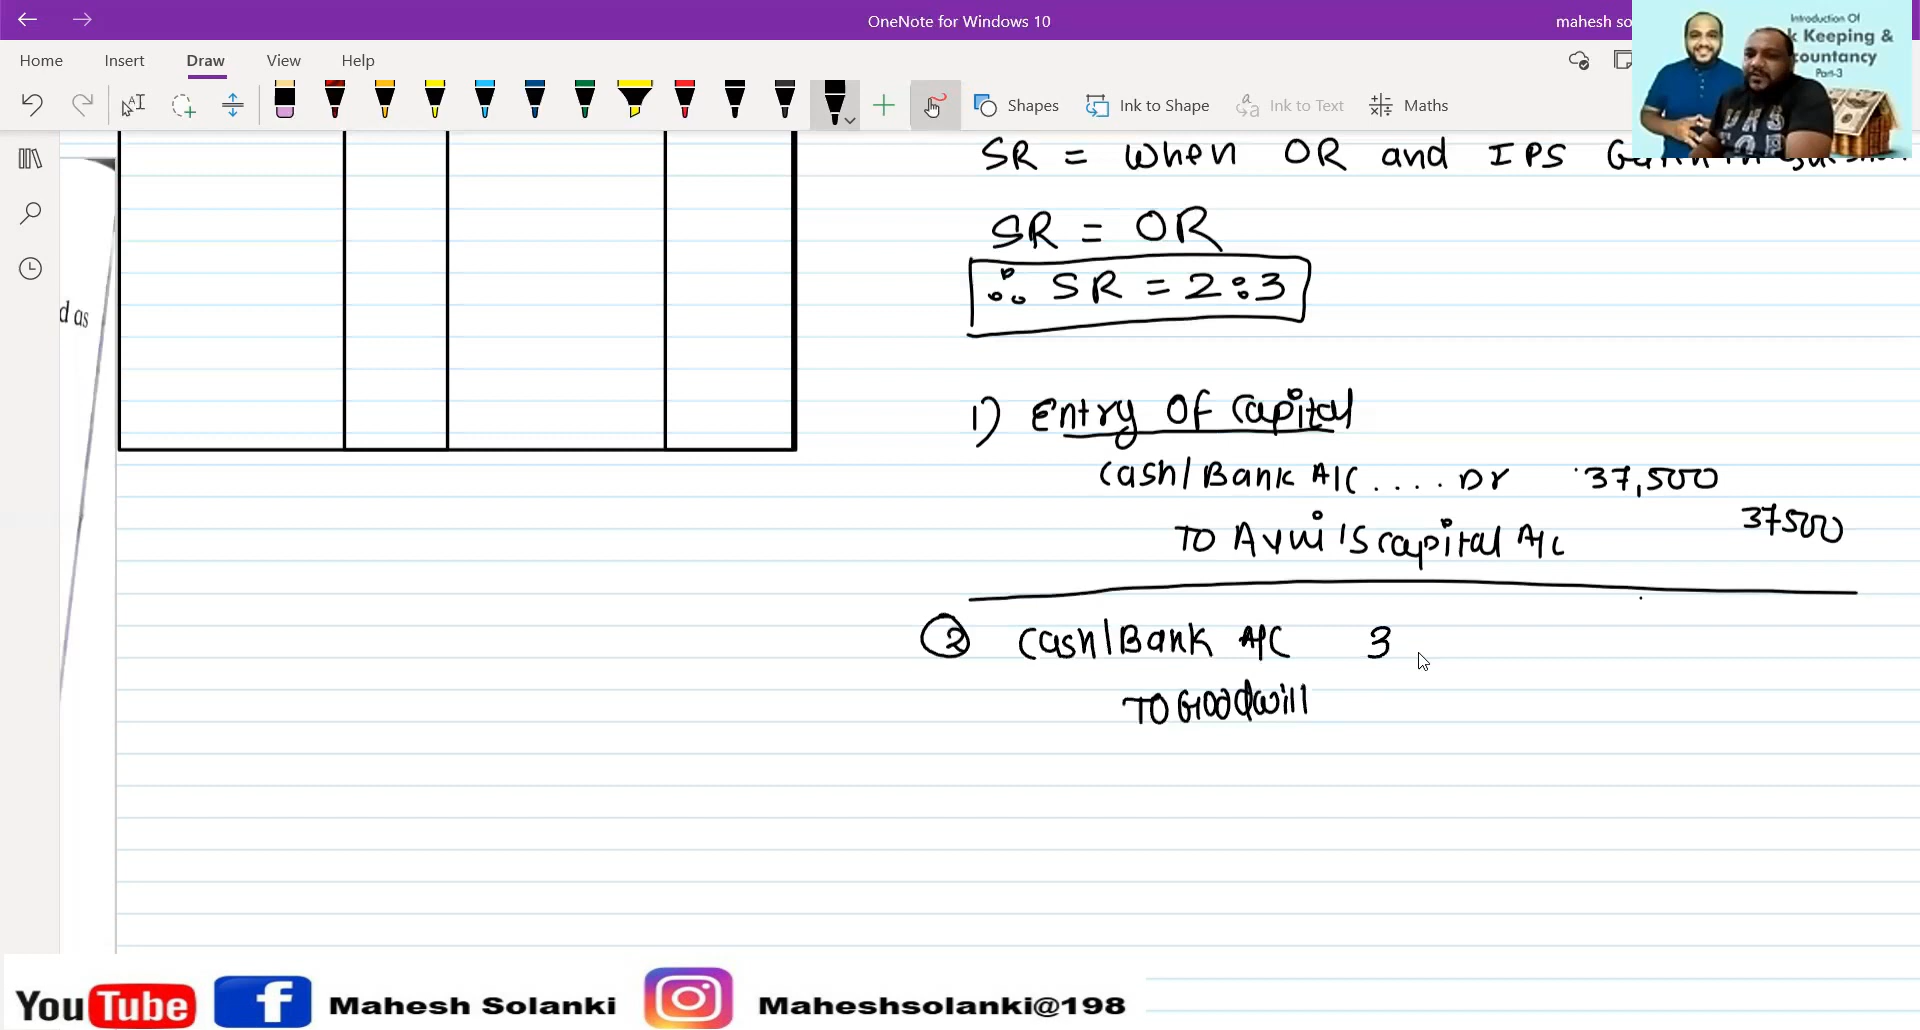 OneNote for Windows 10
mahesh so
Home Insert Draw View Help
Shapes Ink to Shape Ink to Text Maths
Introduction Of
k Keeping &
countancy
Part-3
d as
SR = when OR and IPS
SR = OR
∴ SR = 2:3
1) Entry Of Capital
Cash/Bank A/C .... Dr 37,500
To Avni's capital A/c 37500
② Cash/Bank A/C 3
To Goodwill
YouTube f Mahesh Solanki Maheshsolanki@198